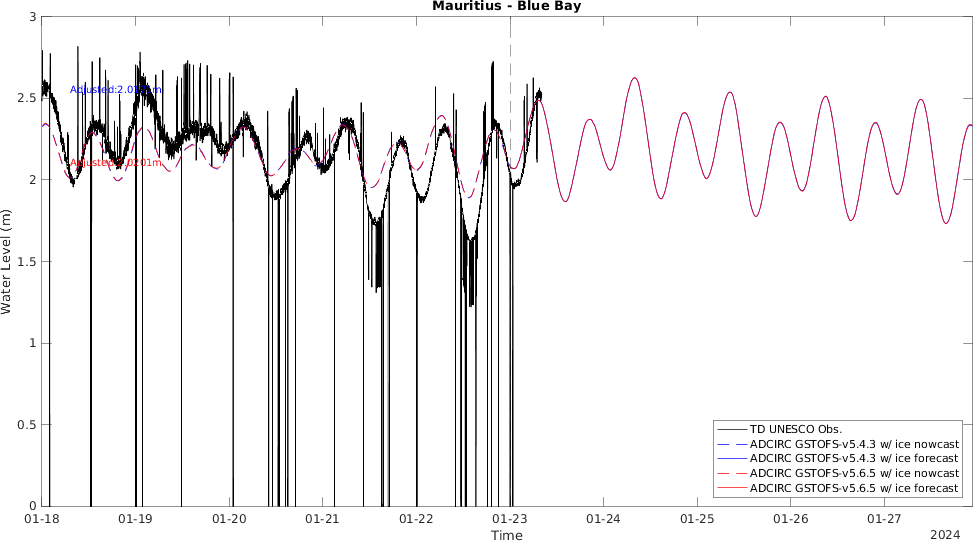 Mauritius - Blue Bay
3
2.5
2
1.5
1
0.5
0
Water Level (m)
01-18
01-19
01-20
01-21
01-22
01-23
01-24
01-25
01-26
01-27
Time
2024
TD UNESCO Obs.
ADCIRC GSTOFS-v5.4.3 w/ ice nowcast
ADCIRC GSTOFS-v5.4.3 w/ ice forecast
ADCIRC GSTOFS-v5.6.5 w/ ice nowcast
ADCIRC GSTOFS-v5.6.5 w/ ice forecast